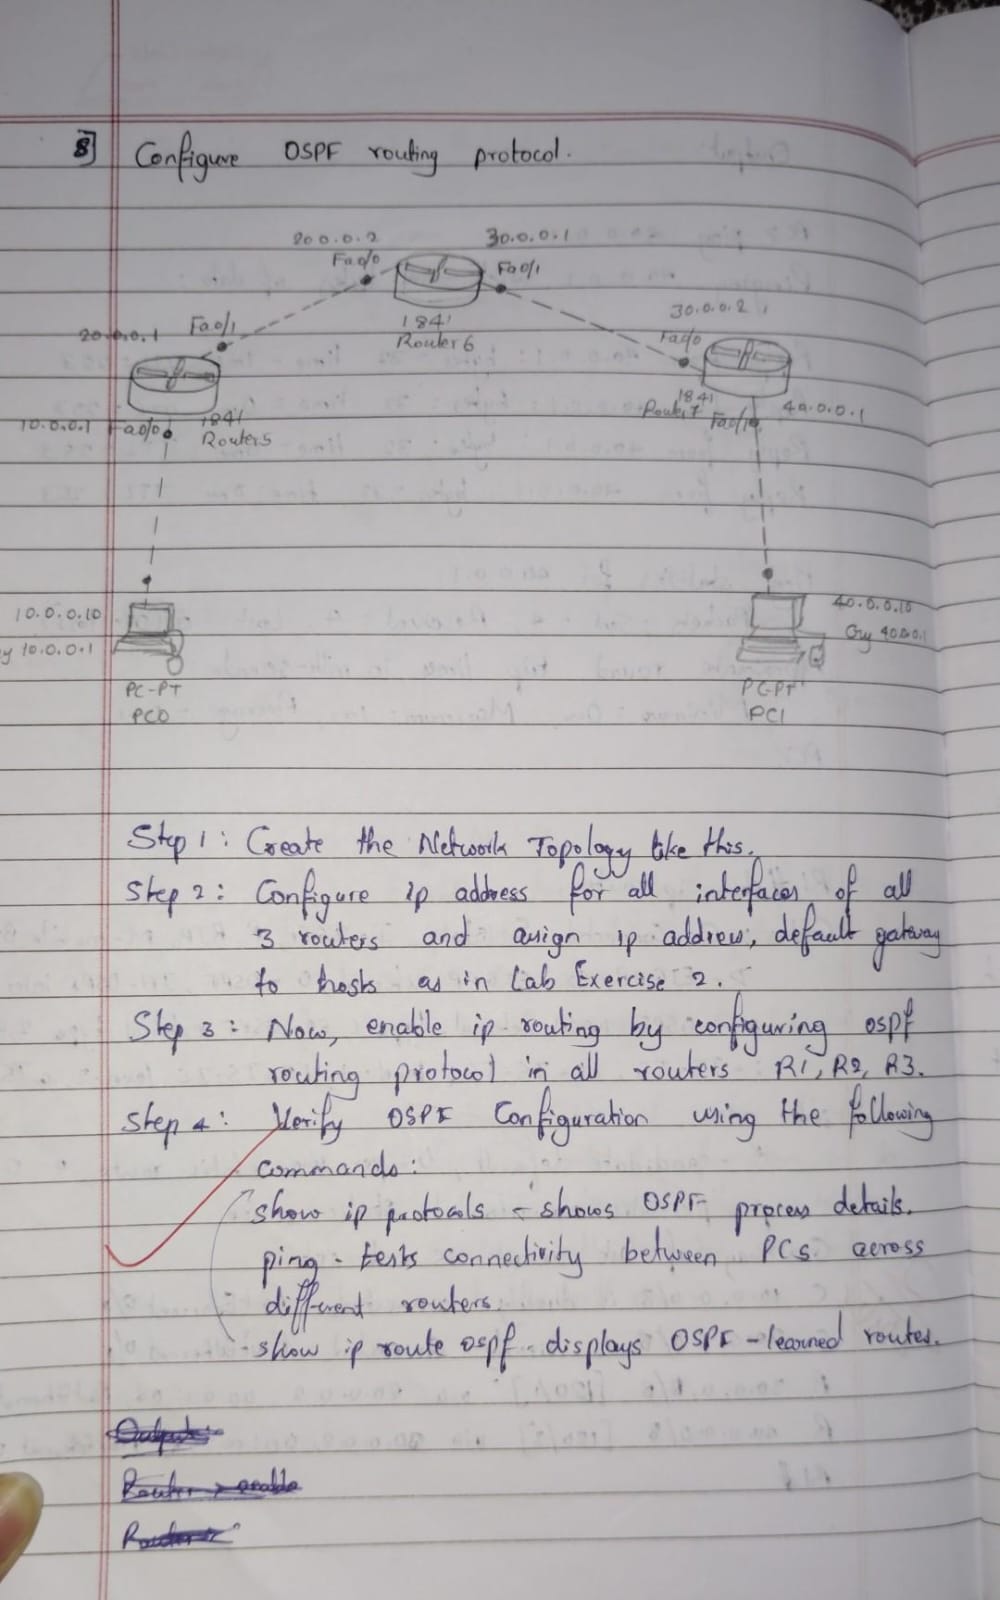 8] Configure OSPF routing protocol.
20.0.0.2
30.0.0.1
Fa0/0
Fa0/1
30.0.0.2
1841
Router6
20.0.0.1
Fa0/1
Fa0/0
1841
Router7
Fa0/1
40.0.0.1
10.0.0.1
Fa0/0
1841
Router5
10.0.0.10
y 10.0.0.1
40.0.0.10
Gy 40.0.0.1
PC-PT
PC0
PC-PT
PC1
Step 1: Create the Network Topology like this.
Step 2: Configure ip address for all interfaces of all
3 routers and assign ip address, default gateway
to hosts as in Lab Exercise 2.
Step 3: Now, enable ip routing by configuring ospf
routing protocol in all routers R1, R2, R3.
Step 4: Verify OSPF Configuration using the following
commands:
show ip protocols - shows OSPF process details.
ping - tests connectivity between PCs across
different routers.
- show ip route ospf - displays OSPF - learned routes.
Output:
Router > enable